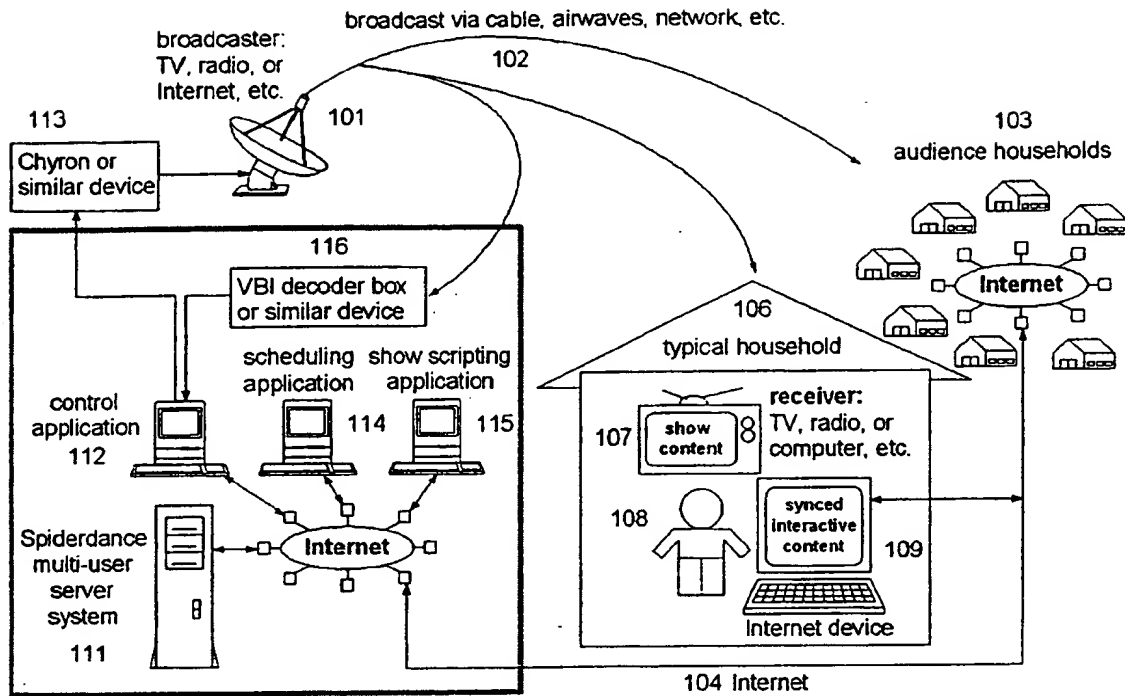 broadcast via cable, airwaves, network, etc.
102
broadcaster:
TV, radio, or
Internet, etc.
101
113
Chyron or
similar device
103
audience households
Internet
116
VBI decoder box
or similar device
scheduling
application
114
show scripting
application
115
control
application
112
Spiderdance
multi-user
server
system
111
Internet
106
typical household
107
show
content
receiver:
TV, radio, or
computer, etc.
108
synced
interactive
content
109
Internet device
104 Internet